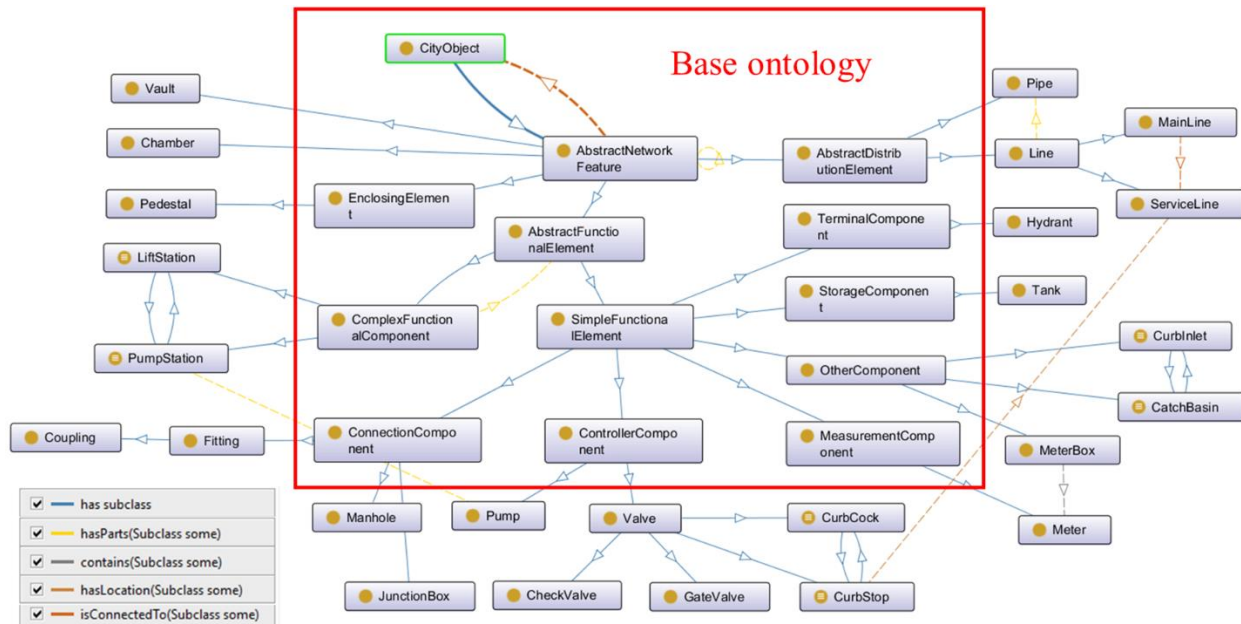 CityObject
Base ontology
Vault
Pipe
MainLine
Chamber
AbstractNetwork
Feature
AbstractDistrib
utionElement
Line
EnclosingElemen
t
Pedestal
ServiceLine
TerminalCompon
ent
Hydrant
AbstractFunctio
nalElement
LiftStation
StorageComponen
t
Tank
ComplexFunction
alComponent
SimpleFunctiona
lElement
CurbInlet
PumpStation
OtherComponent
CatchBasin
Coupling
Fitting
ConnectionCompo
nent
ControllerCompo
nent
MeasurementComp
onent
MeterBox
Manhole
Pump
Valve
CurbCock
Meter
JunctionBox
CheckValve
GateValve
CurbStop
has subclass
hasParts(Subclass some)
contains(Subclass some)
hasLocation(Subclass some)
isConnectedTo(Subclass some)